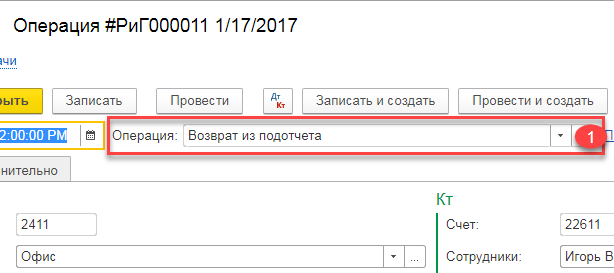 Операция #РиГ000011 1/17/2017
ачи
рыть Записать Провести Дт Кт Записать и создать Провести и создать
2:00:00 PM Операция: Возврат из подотчета 1
нительно
Кт
2411 Счет: 22611
Офис ... Сотрудники: Игорь В